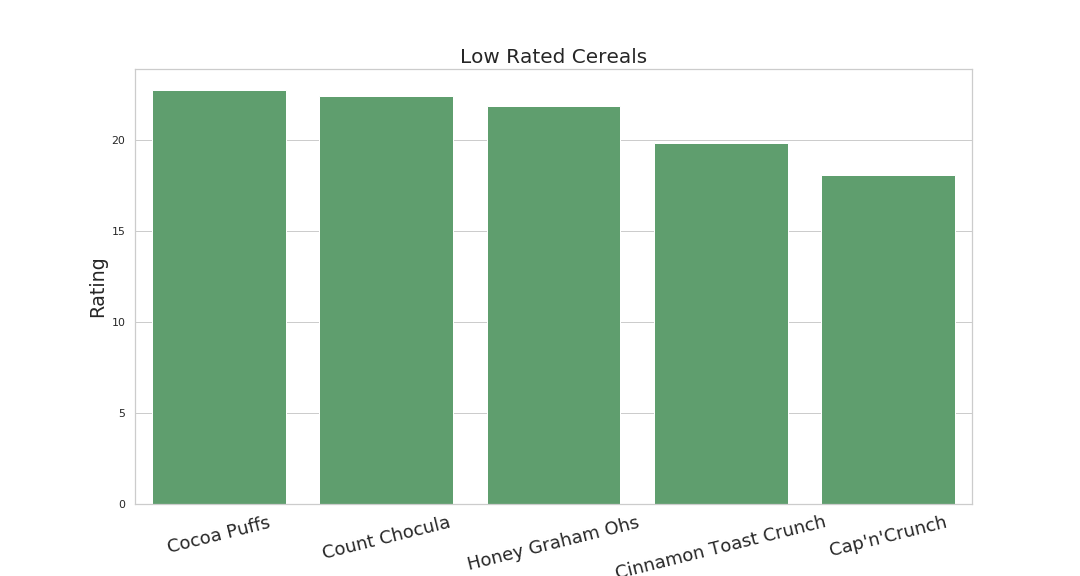 Low Rated Cereals
Rating
20
15
10
5
0
Cocoa Puffs
Count Chocula
Honey Graham Ohs
Cinnamon Toast Crunch
Cap'n'Crunch